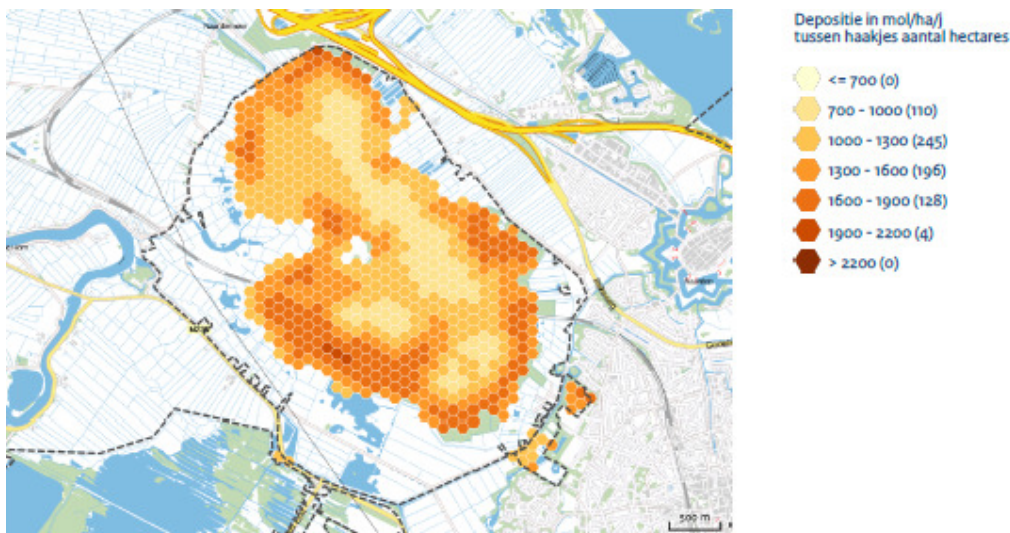 Depositie in mol/ha/j
tussen haakjes aantal hectares
<= 700 (0)
700 - 1000 (110)
1000 - 1300 (245)
1300 - 1600 (196)
1600 - 1900 (128)
1900 - 2200 (4)
> 2200 (0)
500 m